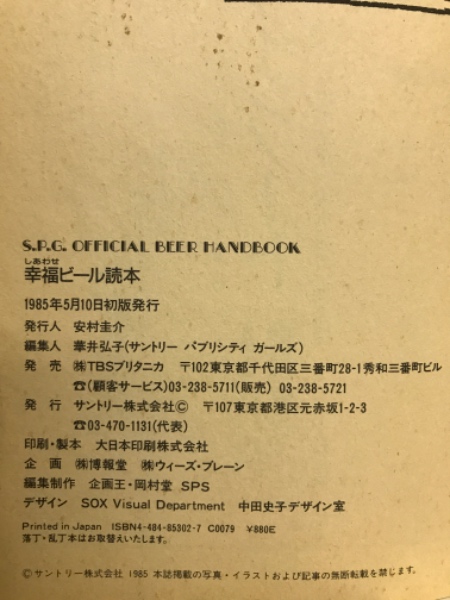 S.P.G. OFFICIAL BEER HANDBOOK
しあわせ
幸福ビール読本
1985年5月10日初版発行
発行人 安村圭介
編集人 華井弘子(サントリー パブリシティ ガールズ)
発 売 ㈱TBSブリタニカ 〒102東京都千代田区三番町28-1秀和三番町ビル
☎(顧客サービス)03-238-5711(販売) 03-238-5721
発 行 サントリー株式会社© 〒107東京都港区元赤坂1-2-3
☎03-470-1131(代表)
印刷・製本 大日本印刷株式会社
企 画 ㈱博報堂 ㈱ウィーズ・ブレーン
編集制作 企画王・岡村堂 SPS
デザイン SOX Visual Department 中田史子デザイン室
Printed in Japan ISBN4-484-85302-7 C0079 ¥880E
落丁・乱丁本はお取替えいたします。
©サントリー株式会社 1985 本誌掲載の写真・イラストおよび記事の無断転載を禁じます。